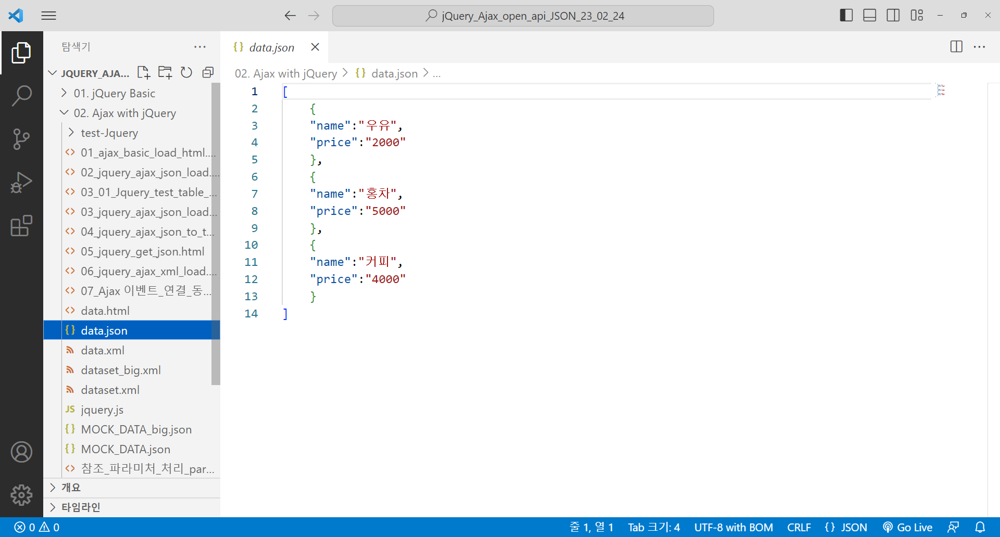 jQuery_Ajax_open_api_JSON_23_02_24
탐색기
JQUERY_AJA...
01. jQuery Basic
02. Ajax with jQuery
test-Jquery
01_ajax_basic_load_html....
02_jquery_ajax_json_load....
03_01_Jquery_test_table_...
03_jquery_ajax_json_load...
04_jquery_ajax_json_to_t...
05_jquery_get_json.html
06_jquery_ajax_xml_load....
07_Ajax 이벤트_연결_동...
data.html
data.json
data.xml
dataset_big.xml
dataset.xml
JS jquery.js
MOCK_DATA_big.json
MOCK_DATA.json
참조_파라미처_처리_par...
개요
타임라인
{} data.json
02. Ajax with jQuery > {} data.json > ...
1 [
2 {
3 "name":"우유",
4 "price":"2000"
5 },
6 {
7 "name":"홍차",
8 "price":"5000"
9 },
10 {
11 "name":"커피",
12 "price":"4000"
13 }
14 ]
0 0 줄 1, 열 1 Tab 크기: 4 UTF-8 with BOM CRLF {} JSON Go Live